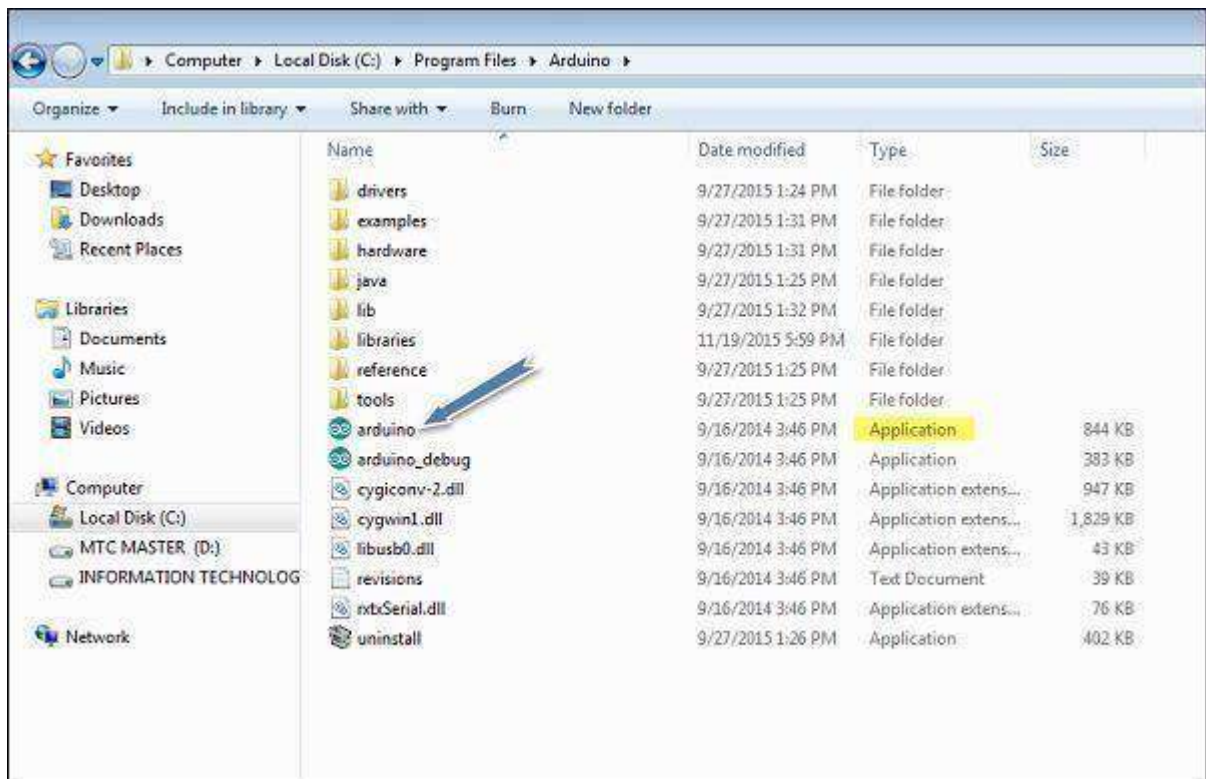 Computer Local Disk (C:) Program Files Arduino
Organize Include in library Share with Burn New folder
Favorites
Desktop
Downloads
Recent Places
Libraries
Documents
Music
Pictures
Videos
Computer
Local Disk (C:)
MTC MASTER (D:)
INFORMATION TECHNOLOG
Network
Name Date modified Type Size
drivers 9/27/2015 1:24 PM File folder
examples 9/27/2015 1:31 PM File folder
hardware 9/27/2015 1:31 PM File folder
java 9/27/2015 1:25 PM File folder
lib 9/27/2015 1:32 PM File folder
libraries 11/19/2015 5:59 PM File folder
reference 9/27/2015 1:25 PM File folder
tools 9/27/2015 1:25 PM File folder
arduino 9/16/2014 3:46 PM Application 844 KB
arduino_debug 9/16/2014 3:46 PM Application 383 KB
cygiconv-2.dll 9/16/2014 3:46 PM Application extens... 947 KB
cygwin1.dll 9/16/2014 3:46 PM Application extens... 1,829 KB
libusb0.dll 9/16/2014 3:46 PM Application extens... 43 KB
revisions 9/16/2014 3:46 PM Text Document 39 KB
rxtxSerial.dll 9/16/2014 3:46 PM Application extens... 76 KB
uninstall 9/27/2015 1:26 PM Application 402 KB